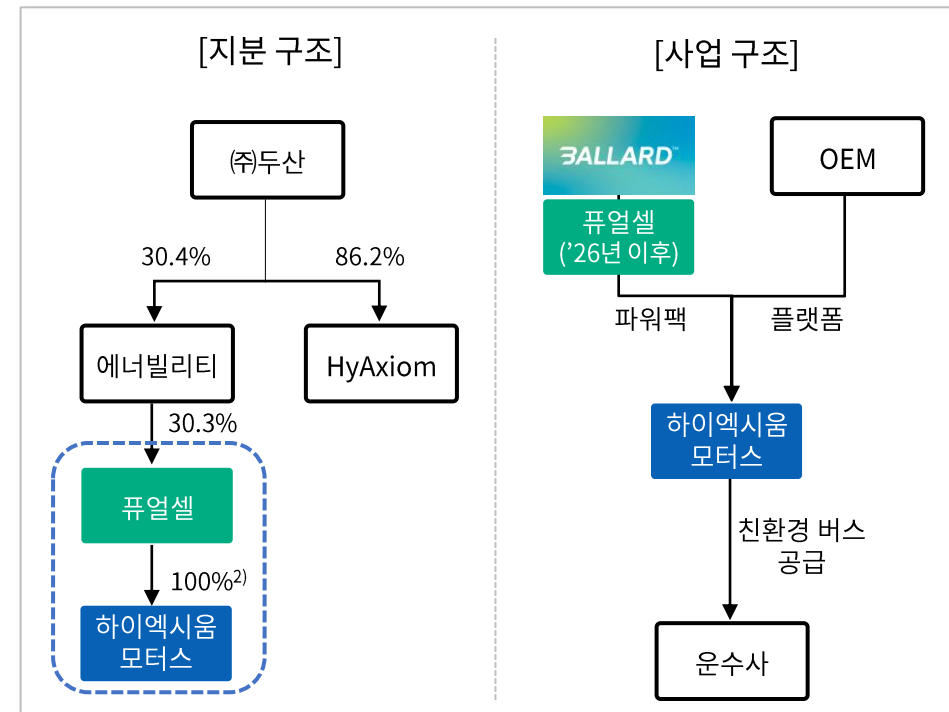 [지분 구조]
㈜두산
30.4%
86.2%
에너빌리티
HyAxiom
30.3%
퓨얼셀
100%2)
하이엑시움
모터스
[사업 구조]
BALLARD™
OEM
퓨얼셀
('26년 이후)
파워팩
플랫폼
하이엑시움
모터스
친환경 버스
공급
운수사